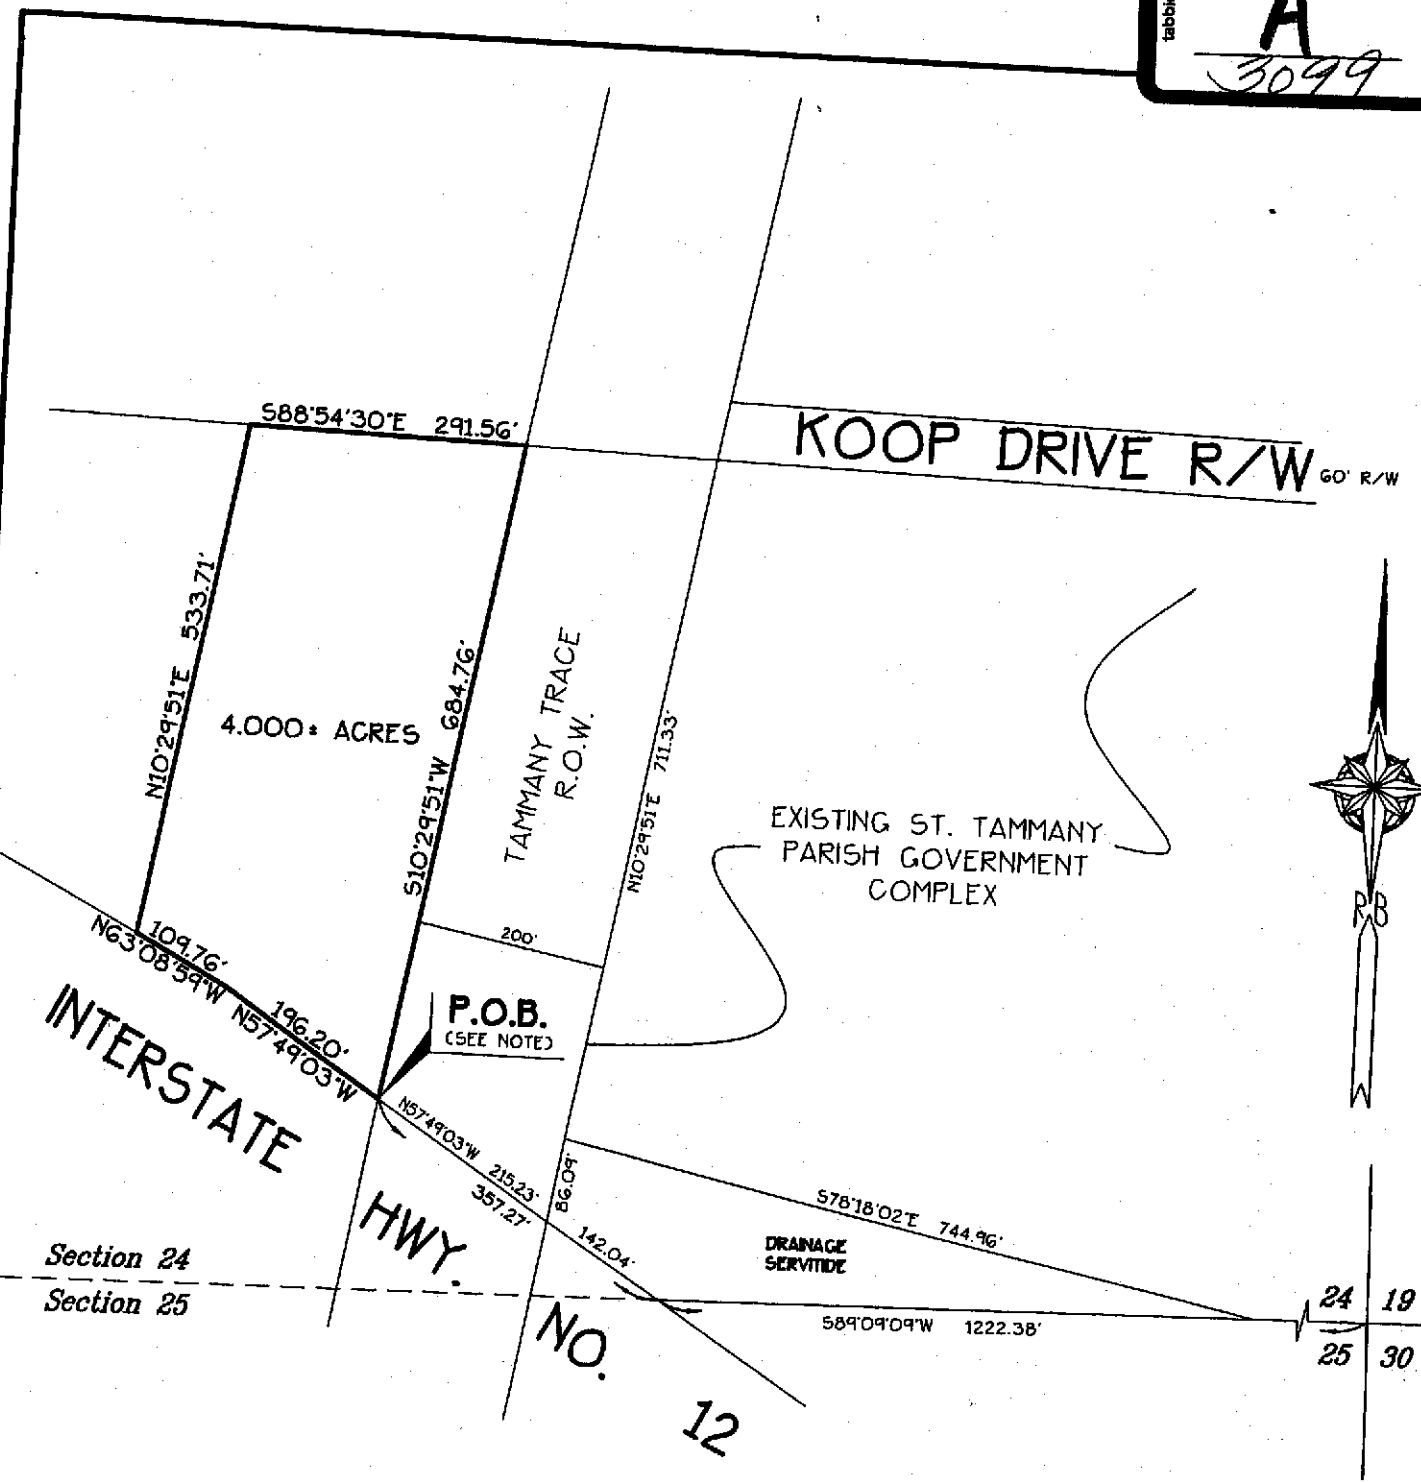 A
3099
S88°54'30"E 291.56'
KOOP DRIVE R/W 60' R/W
N10°29'51"E 533.71'
4.000± ACRES
S10°29'51"W 684.76'
TAMMANY TRACE
R.O.W.
N10°29'51"E 711.33'
EXISTING ST. TAMMANY
PARISH GOVERNMENT
COMPLEX
RB
200'
109.76'
N63°08'59"W
196.20'
N57°49'03"W
P.O.B.
(SEE NOTE)
INTERSTATE
HWY.
NO.
12
N57°49'03"W 215.23'
357.27'
86.09'
142.04'
S78°18'02"E 744.96'
DRAINAGE
SERVITIDE
S89°09'09"W 1222.38'
Section 24
Section 25
24 19
25 30